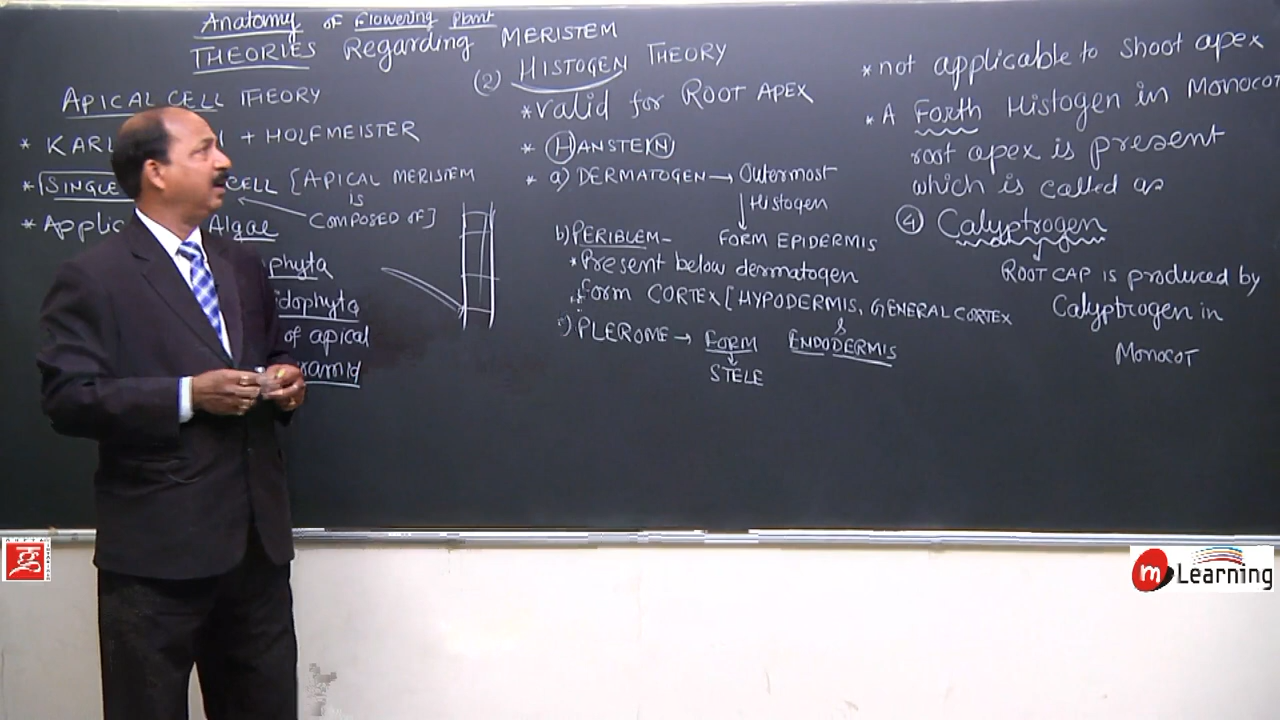 Anatomy of Flowering Plant
THEORIES Regarding MERISTEM
APICAL CELL THEORY
* KARL + HOLFMEISTER
* SINGLE CELL [APICAL MERISTEM
IS
COMPOSED OF]
* Applic Algae
phyta
idophyta
of apical
ramid
(2) HISTOGEN THEORY
* valid for ROOT APEX
* HANSTEIN
* a) DERMATOGEN → Outermost
Histogen
FORM EPIDERMIS
b) PERIBLEM-
* Present below dermatogen
* form CORTEX [HYPODERMIS, GENERAL CORTEX
&
ENDODERMIS
c) PLEROME → FORM
STELE
* not applicable to shoot apex
* A Forth Histogen in Monocot
root apex is present
which is called as
④ Calyptrogen
ROOT CAP is produced by
Calyptrogen in
MONOCOT
m Learning